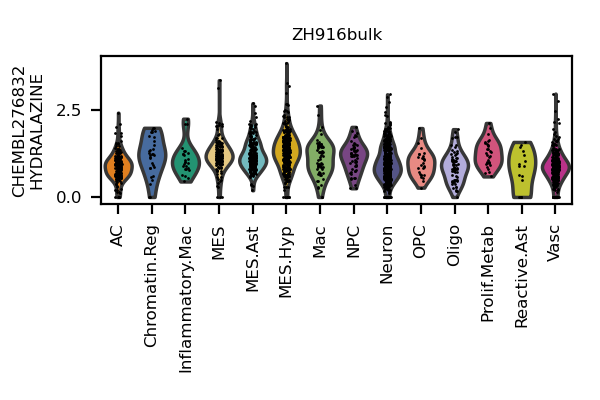 ZH916bulk
CHEMBL276832
HYDRALAZINE
2.5
0.0
AC
Chromatin.Reg
Inflammatory.Mac
MES
MES.Ast
MES.Hyp
Mac
NPC
Neuron
OPC
Oligo
Prolif.Metab
Reactive.Ast
Vasc